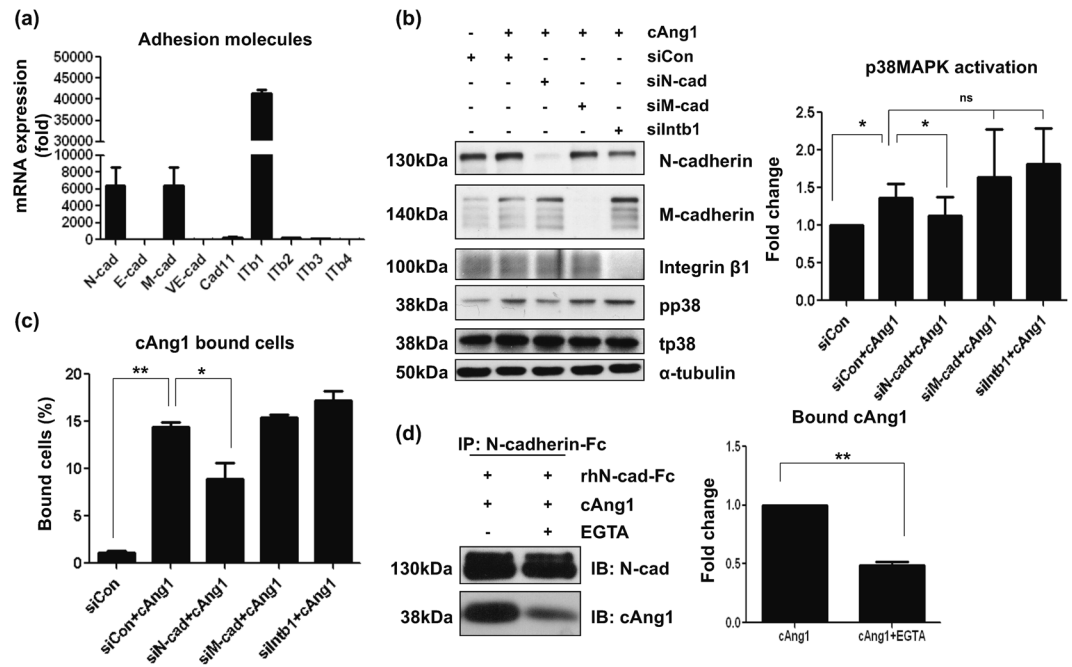 (a)
Adhesion molecules
mRNA expression
(fold)
50000
45000
40000
35000
30000
10000
8000
6000
4000
2000
0
N-cad
E-cad
M-cad
VE-cad
Cad11
ITb1
ITb2
ITb3
ITb4
(b)
- + + + + cAng1
+ + - - - siCon
- - + - - siN-cad
- - - + - siM-cad
- - - - + siIntb1
130kDa N-cadherin
140kDa M-cadherin
100kDa Integrin β1
38kDa pp38
38kDa tp38
50kDa α-tubulin
p38MAPK activation
Fold change
2.5
2.0
1.5
1.0
0.5
0.0
*
*
ns
siCon
siCon+cAng1
siN-cad+cAng1
siM-cad+cAng1
siIntb1+cAng1
(c)
cAng1 bound cells
Bound cells (%)
20
15
10
5
0
**
*
siCon
siCon+cAng1
siN-cad+cAng1
siM-cad+cAng1
siIntb1+cAng1
(d)
IP: N-cadherin-Fc
+ + rhN-cad-Fc
+ + cAng1
- + EGTA
130kDa IB: N-cad
38kDa IB: cAng1
Bound cAng1
Fold change
1.5
1.0
0.5
0.0
**
cAng1
cAng1+EGTA